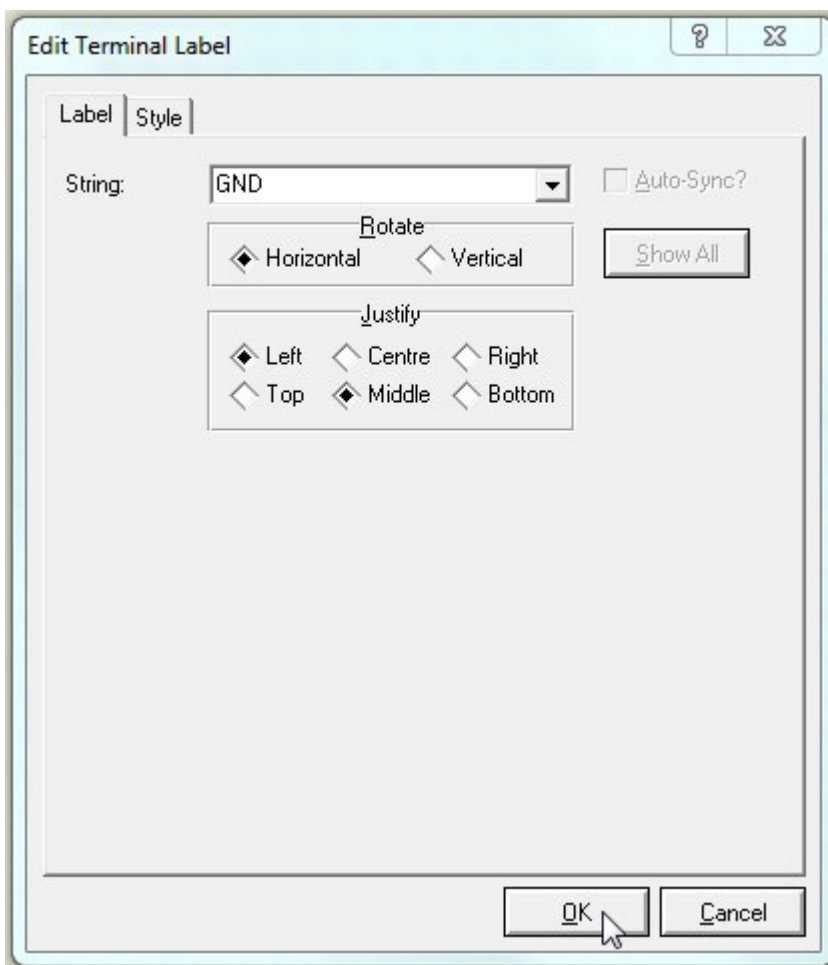 Edit Terminal Label
Label Style
String: GND Auto-Sync?
Rotate
Horizontal Vertical Show All
Justify
Left Centre Right
Top Middle Bottom
OK Cancel